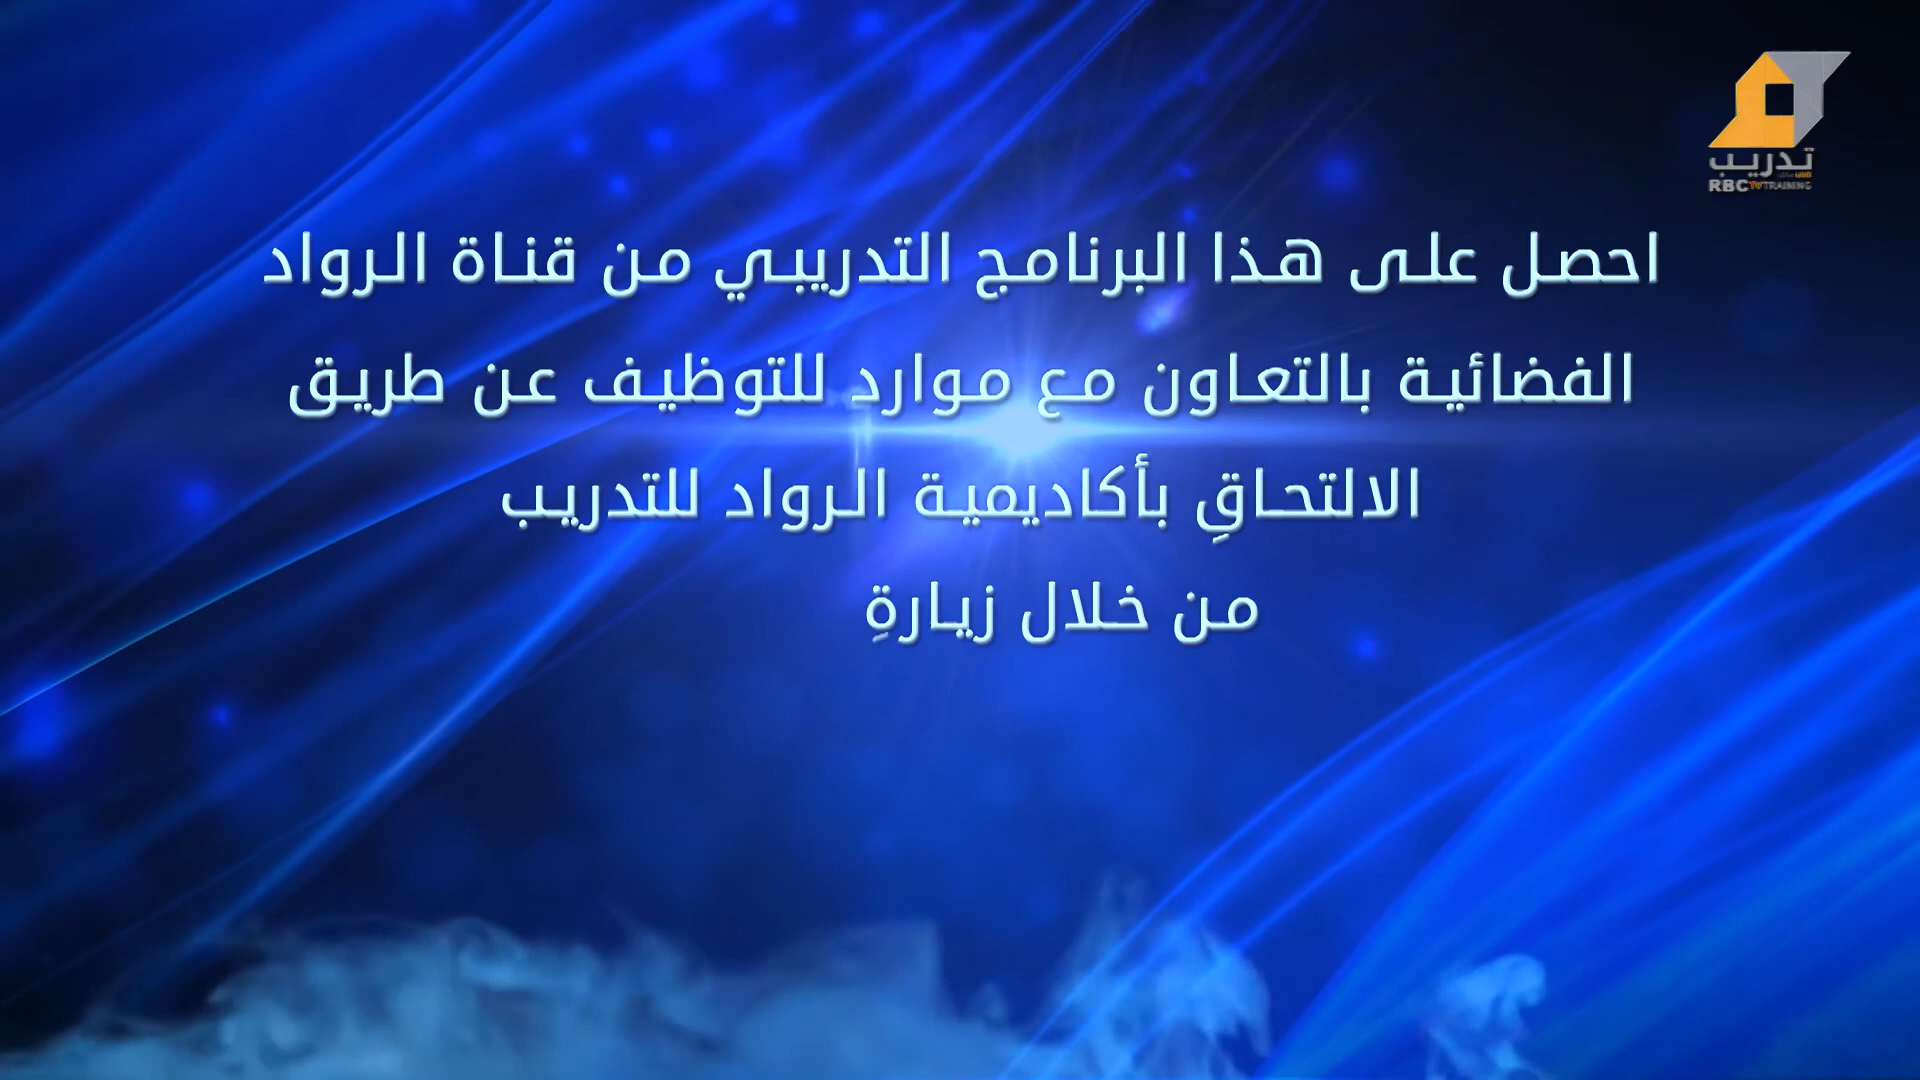 تدريب
RBCTVTRAINING
احصل على هذا البرنامج التدريبي من قناة الرواد
الفضائية بالتعاون مع موارد للتوظيف عن طريق
الالتحاقِ بأكاديمية الرواد للتدريب
من خلال زيارةِ